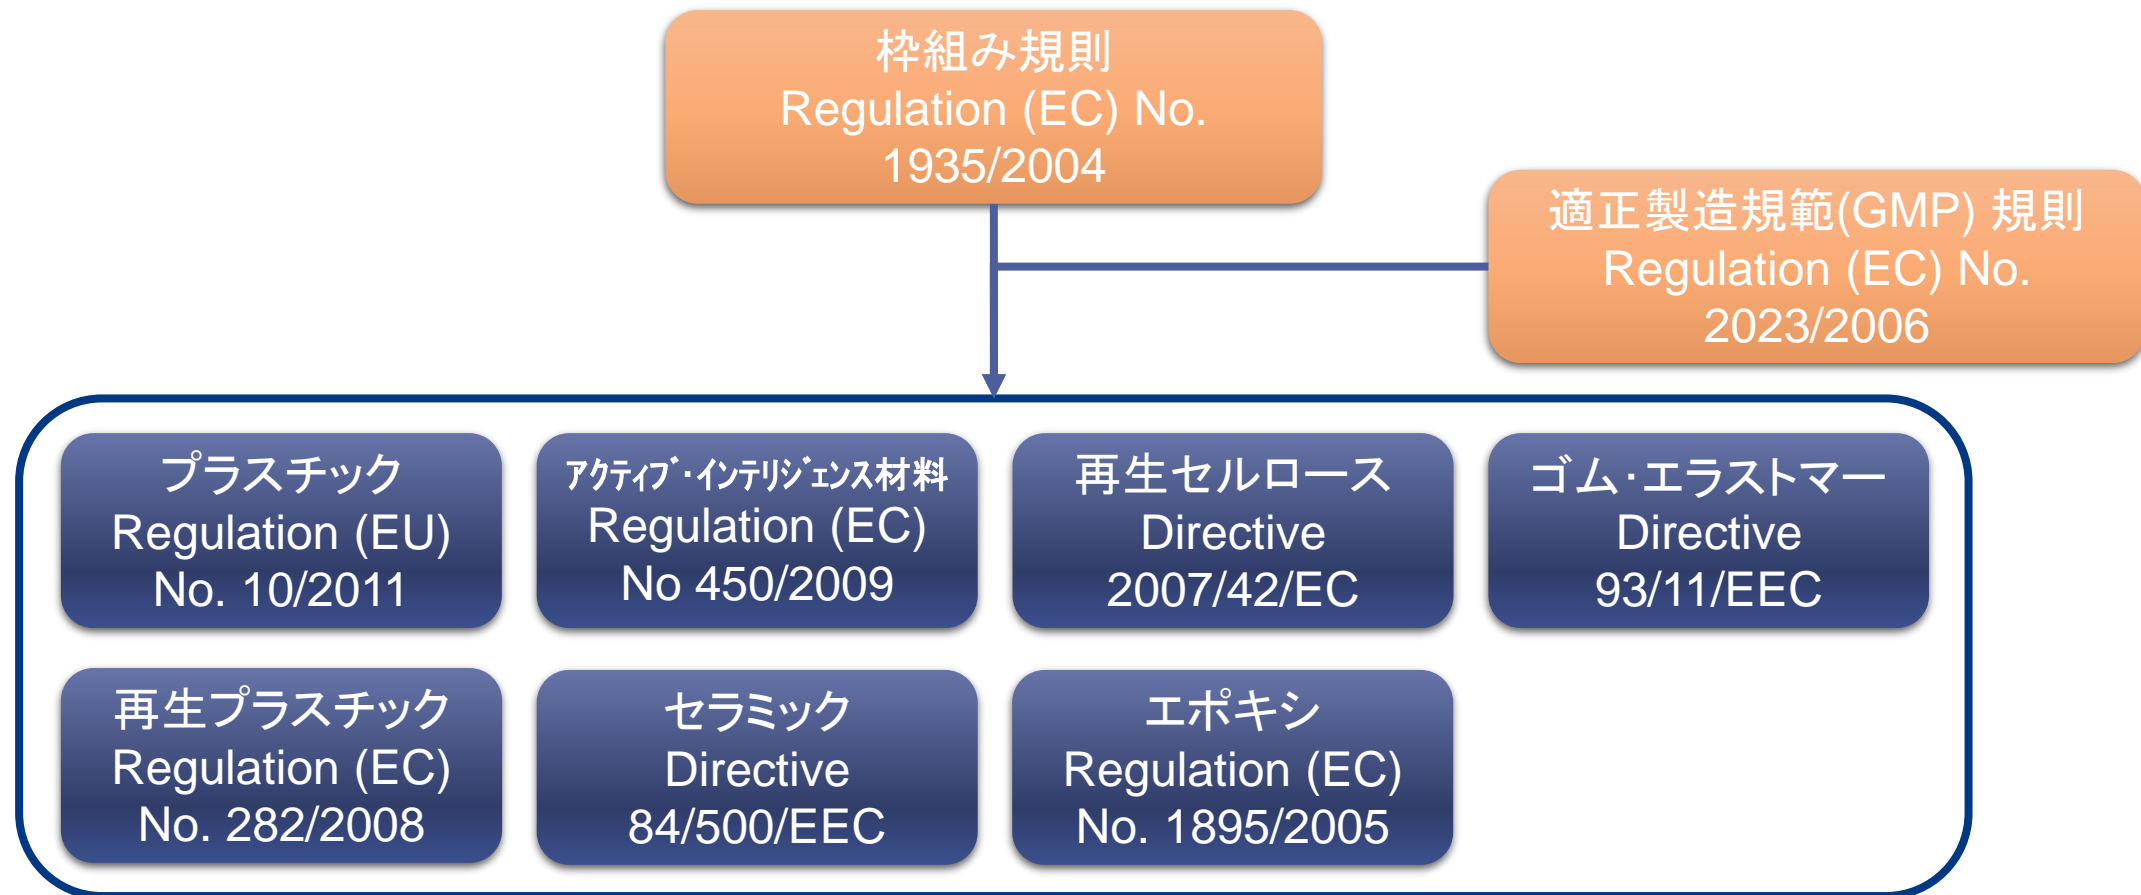 枠組み規則
Regulation (EC) No.
1935/2004
適正製造規範(GMP) 規則
Regulation (EC) No.
2023/2006
プラスチック
Regulation (EU)
No. 10/2011
ｱｸﾃｨﾌﾞ･ｲﾝﾃﾘｼﾞｴﾝｽ材料
Regulation (EC)
No 450/2009
再生セルロース
Directive
2007/42/EC
ゴム･エラストマー
Directive
93/11/EEC
再生プラスチック
Regulation (EC)
No. 282/2008
セラミック
Directive
84/500/EEC
エポキシ
Regulation (EC)
No. 1895/2005